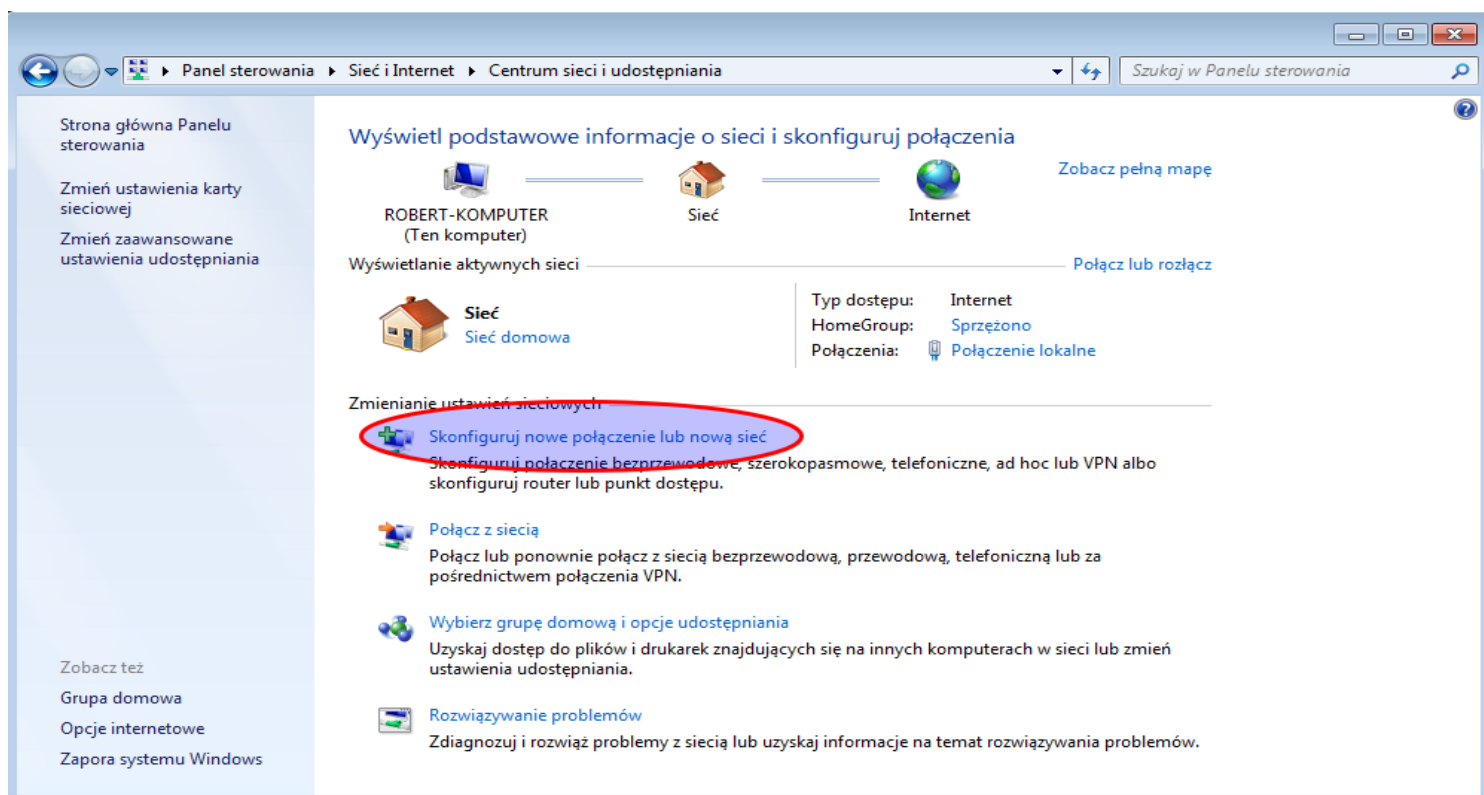 Panel sterowania ▸ Sieć i Internet ▸ Centrum sieci i udostępniania
Szukaj w Panelu sterowania
Strona główna Panelu
sterowania
Zmień ustawienia karty
sieciowej
Zmień zaawansowane
ustawienia udostępniania
Zobacz też
Grupa domowa
Opcje internetowe
Zapora systemu Windows
Wyświetl podstawowe informacje o sieci i skonfiguruj połączenia
Zobacz pełną mapę
ROBERT-KOMPUTER
(Ten komputer)
Sieć
Internet
Wyświetlanie aktywnych sieci
Połącz lub rozłącz
Sieć
Sieć domowa
Typ dostępu: Internet
HomeGroup: Sprzężono
Połączenia: Połączenie lokalne
Zmienianie ustawień sieciowych
Skonfiguruj nowe połączenie lub nową sieć
Skonfiguruj połączenie bezprzewodowe, szerokopasmowe, telefoniczne, ad hoc lub VPN albo
skonfiguruj router lub punkt dostępu.
Połącz z siecią
Połącz lub ponownie połącz z siecią bezprzewodową, przewodową, telefoniczną lub za
pośrednictwem połączenia VPN.
Wybierz grupę domową i opcje udostępniania
Uzyskaj dostęp do plików i drukarek znajdujących się na innych komputerach w sieci lub zmień
ustawienia udostępniania.
Rozwiązywanie problemów
Zdiagnozuj i rozwiąż problemy z siecią lub uzyskaj informacje na temat rozwiązywania problemów.